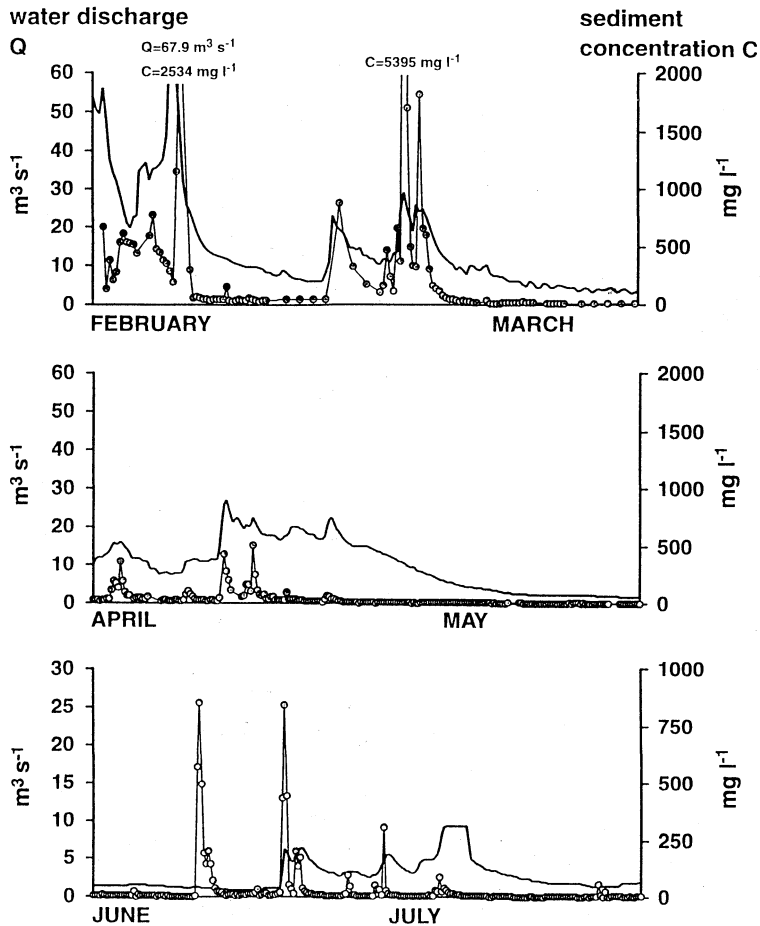 water discharge
sediment
Q
concentration C
Q=67.9 m³ s⁻¹
C=2534 mg l⁻¹
C=5395 mg l⁻¹
60
50
40
30
20
10
0
m³ s⁻¹
2000
1500
1000
500
0
mg l⁻¹
FEBRUARY
MARCH
60
50
40
30
20
10
0
m³ s⁻¹
2000
1500
1000
500
0
mg l⁻¹
APRIL
MAY
30
25
20
15
10
5
0
m³ s⁻¹
1000
750
500
250
0
mg l⁻¹
JUNE
JULY